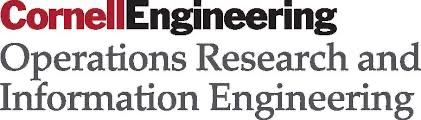 CornellEngineering
Operations Research and
Information Engineering